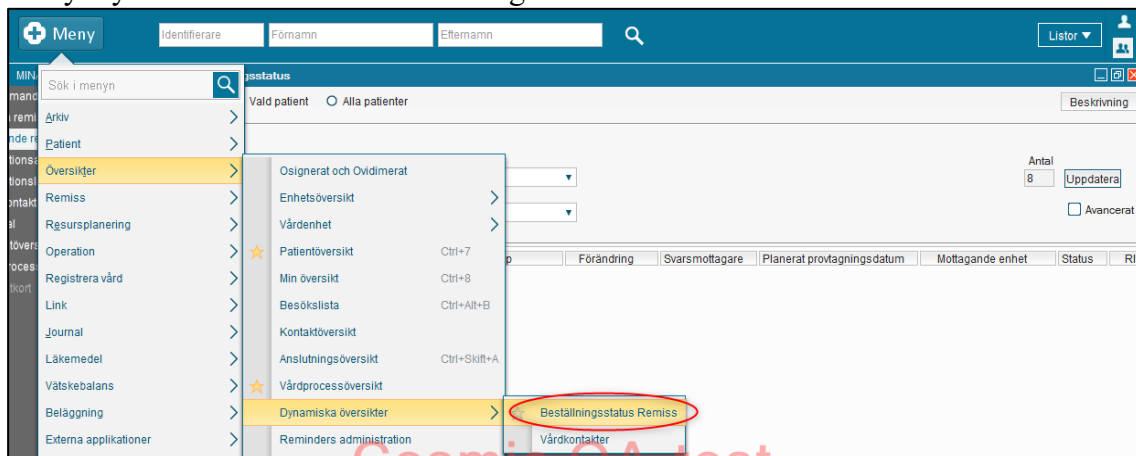 Meny
Identifierare
Förnamn
Efternamn
Listor
MIN
gsstatus
Sök i menyn
Vald patient
Alla patienter
Beskrivning
Arkiv
Patient
Översikter
Osignerat och Ovidimerat
Antal
8
Uppdatera
Remiss
Enhetsöversikt
Avancerat
Resursplanering
Vårdenhet
Operation
Patientöversikt Ctrl+7
p Förändring Svarsmottagare Planerat provtagningsdatum Mottagande enhet Status RI
Registrera vård
Min översikt Ctrl+8
Link
Besökslista Ctrl+Alt+B
Journal
Kontaktöversikt
Läkemedel
Anslutningsöversikt Ctrl+Skift+A
Vätskebalans
Vårdprocessöversikt
Beläggning
Dynamiska översikter
Beställningsstatus Remiss
Externa applikationer
Reminders administration
Vårdkontakter